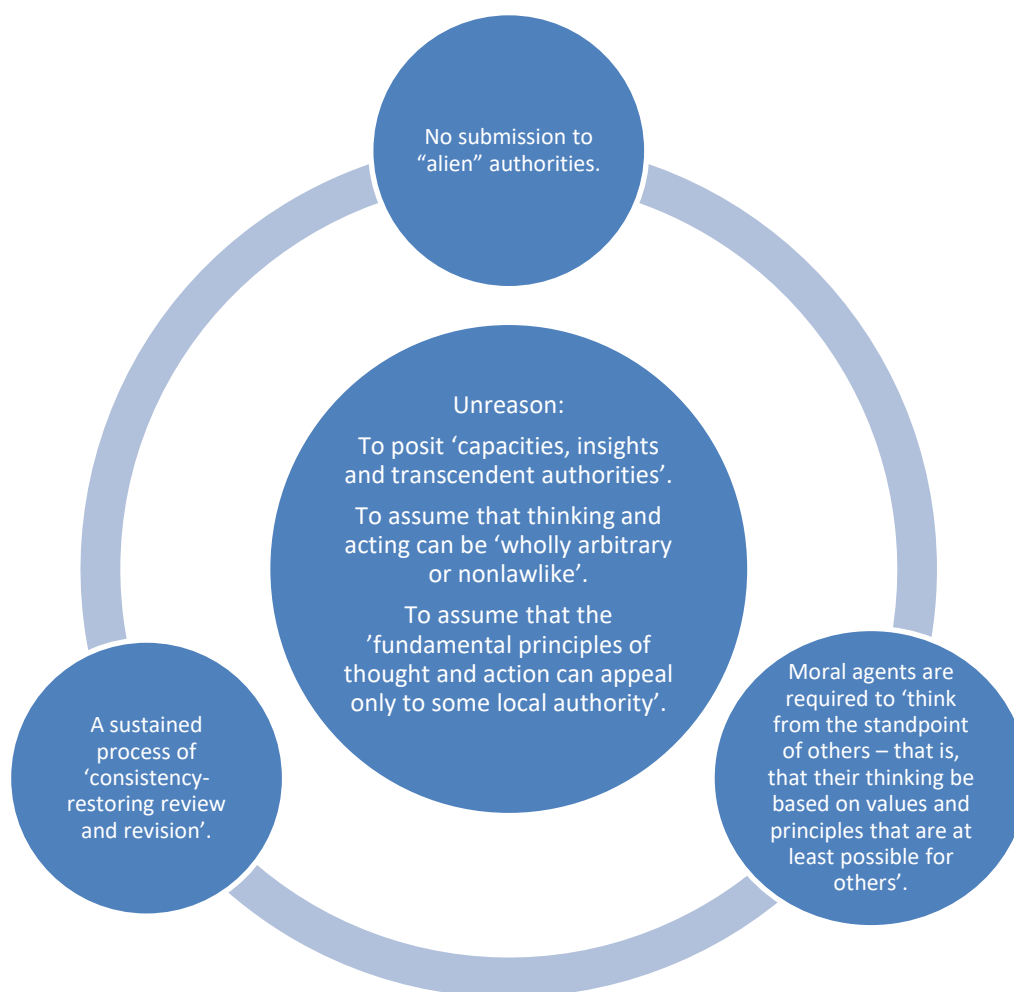 No submission to
“alien” authorities.
Unreason:
To posit ‘capacities, insights
and transcendent authorities’.
To assume that thinking and
acting can be ‘wholly arbitrary
or nonlawlike’.
To assume that the
’fundamental principles of
thought and action can appeal
only to some local authority’.
Moral agents are
required to ‘think
from the standpoint
of others – that is,
that their thinking be
based on values and
principles that are at
least possible for
others’.
A sustained
process of
‘consistency-
restoring review
and revision’.